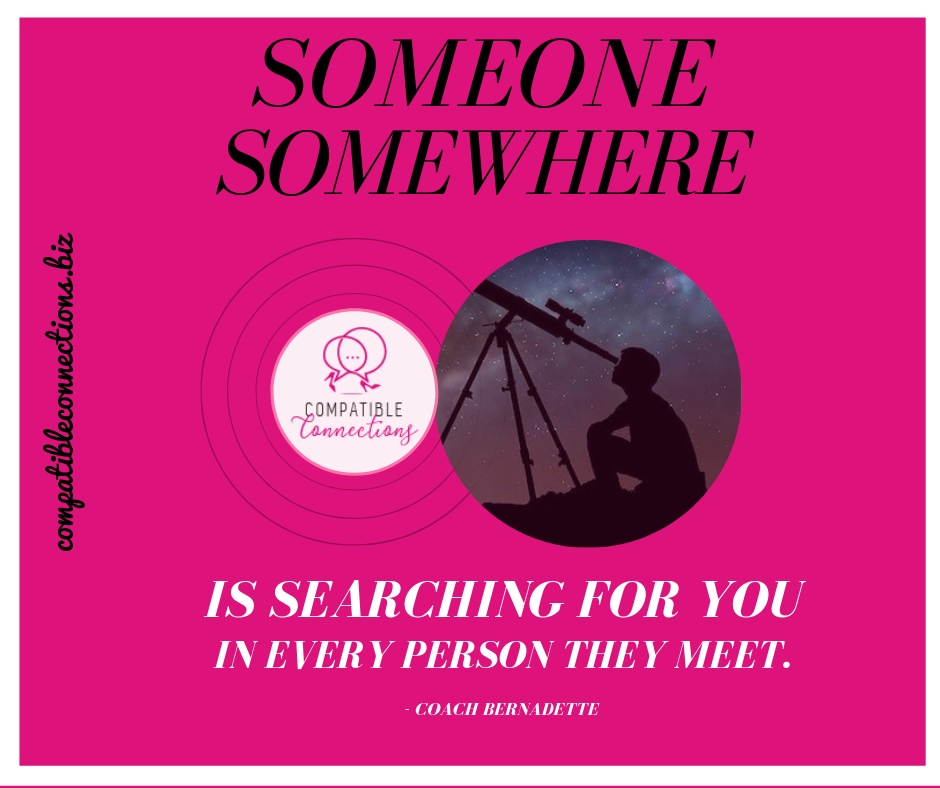 SOMEONE
SOMEWHERE
compatibleconnections.biz
COMPATIBLE
Connections
IS SEARCHING FOR YOU
IN EVERY PERSON THEY MEET.
- COACH BERNADETTE